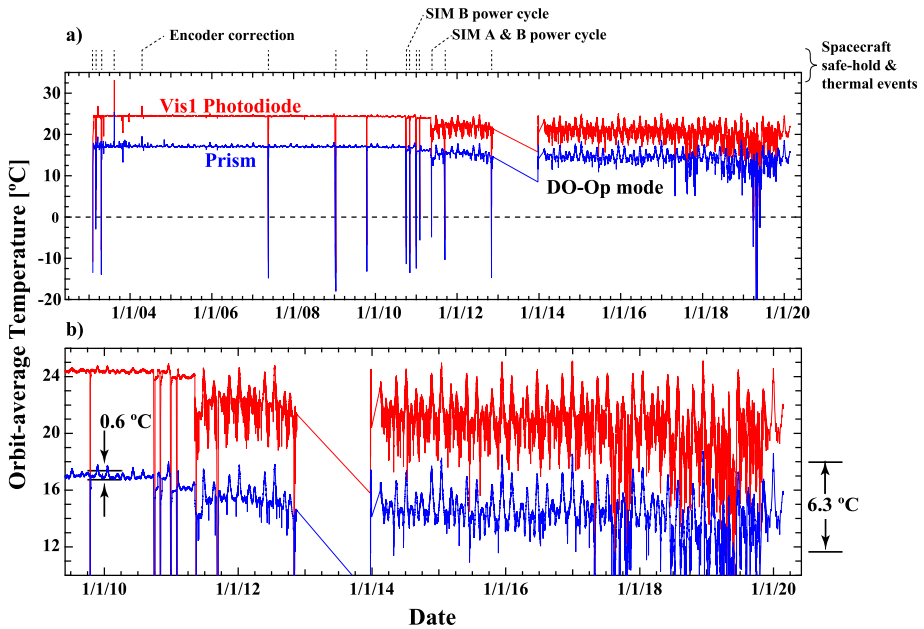 SIM B power cycle
a)
Encoder correction
SIM A & B power cycle
Spacecraft
safe-hold &
thermal events
Orbit-average Temperature [ºC]
30
20
10
0
-10
-20
Vis1 Photodiode
Prism
DO-Op mode
1/1/04
1/1/06
1/1/08
1/1/10
1/1/12
1/1/14
1/1/16
1/1/18
1/1/20
b)
24
20
16
12
0.6 ºC
6.3 ºC
1/1/10
1/1/12
1/1/14
1/1/16
1/1/18
1/1/20
Date